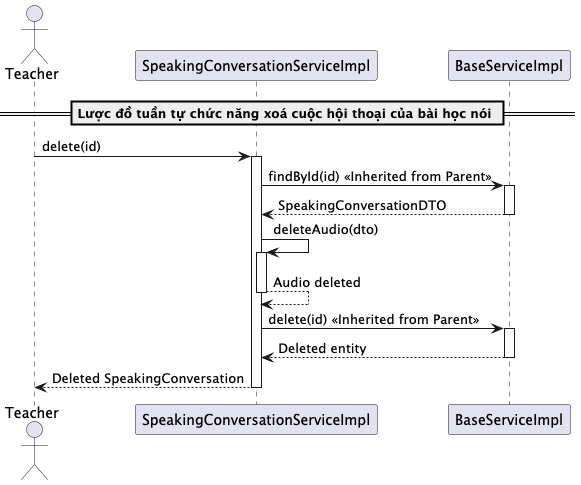 Teacher
SpeakingConversationServiceImpl
BaseServiceImpl
Lược đồ tuần tự chức năng xoá cuộc hội thoại của bài học nói
delete(id)
findById(id) «Inherited from Parent»
SpeakingConversationDTO
deleteAudio(dto)
Audio deleted
delete(id) «Inherited from Parent»
Deleted entity
Deleted SpeakingConversation
Teacher
SpeakingConversationServiceImpl
BaseServiceImpl